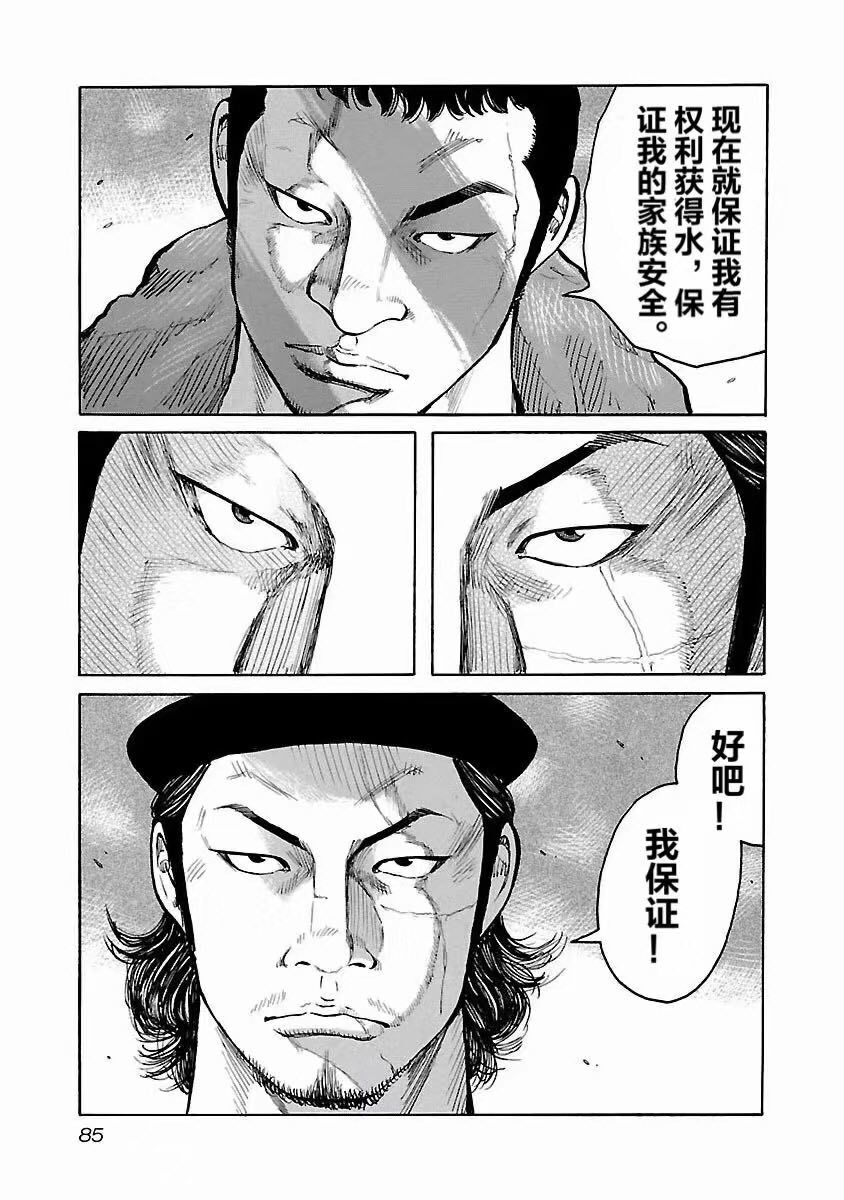 现在就保证我有
权利获得水，保
证我的家族安全。
好吧！
我保证！
85